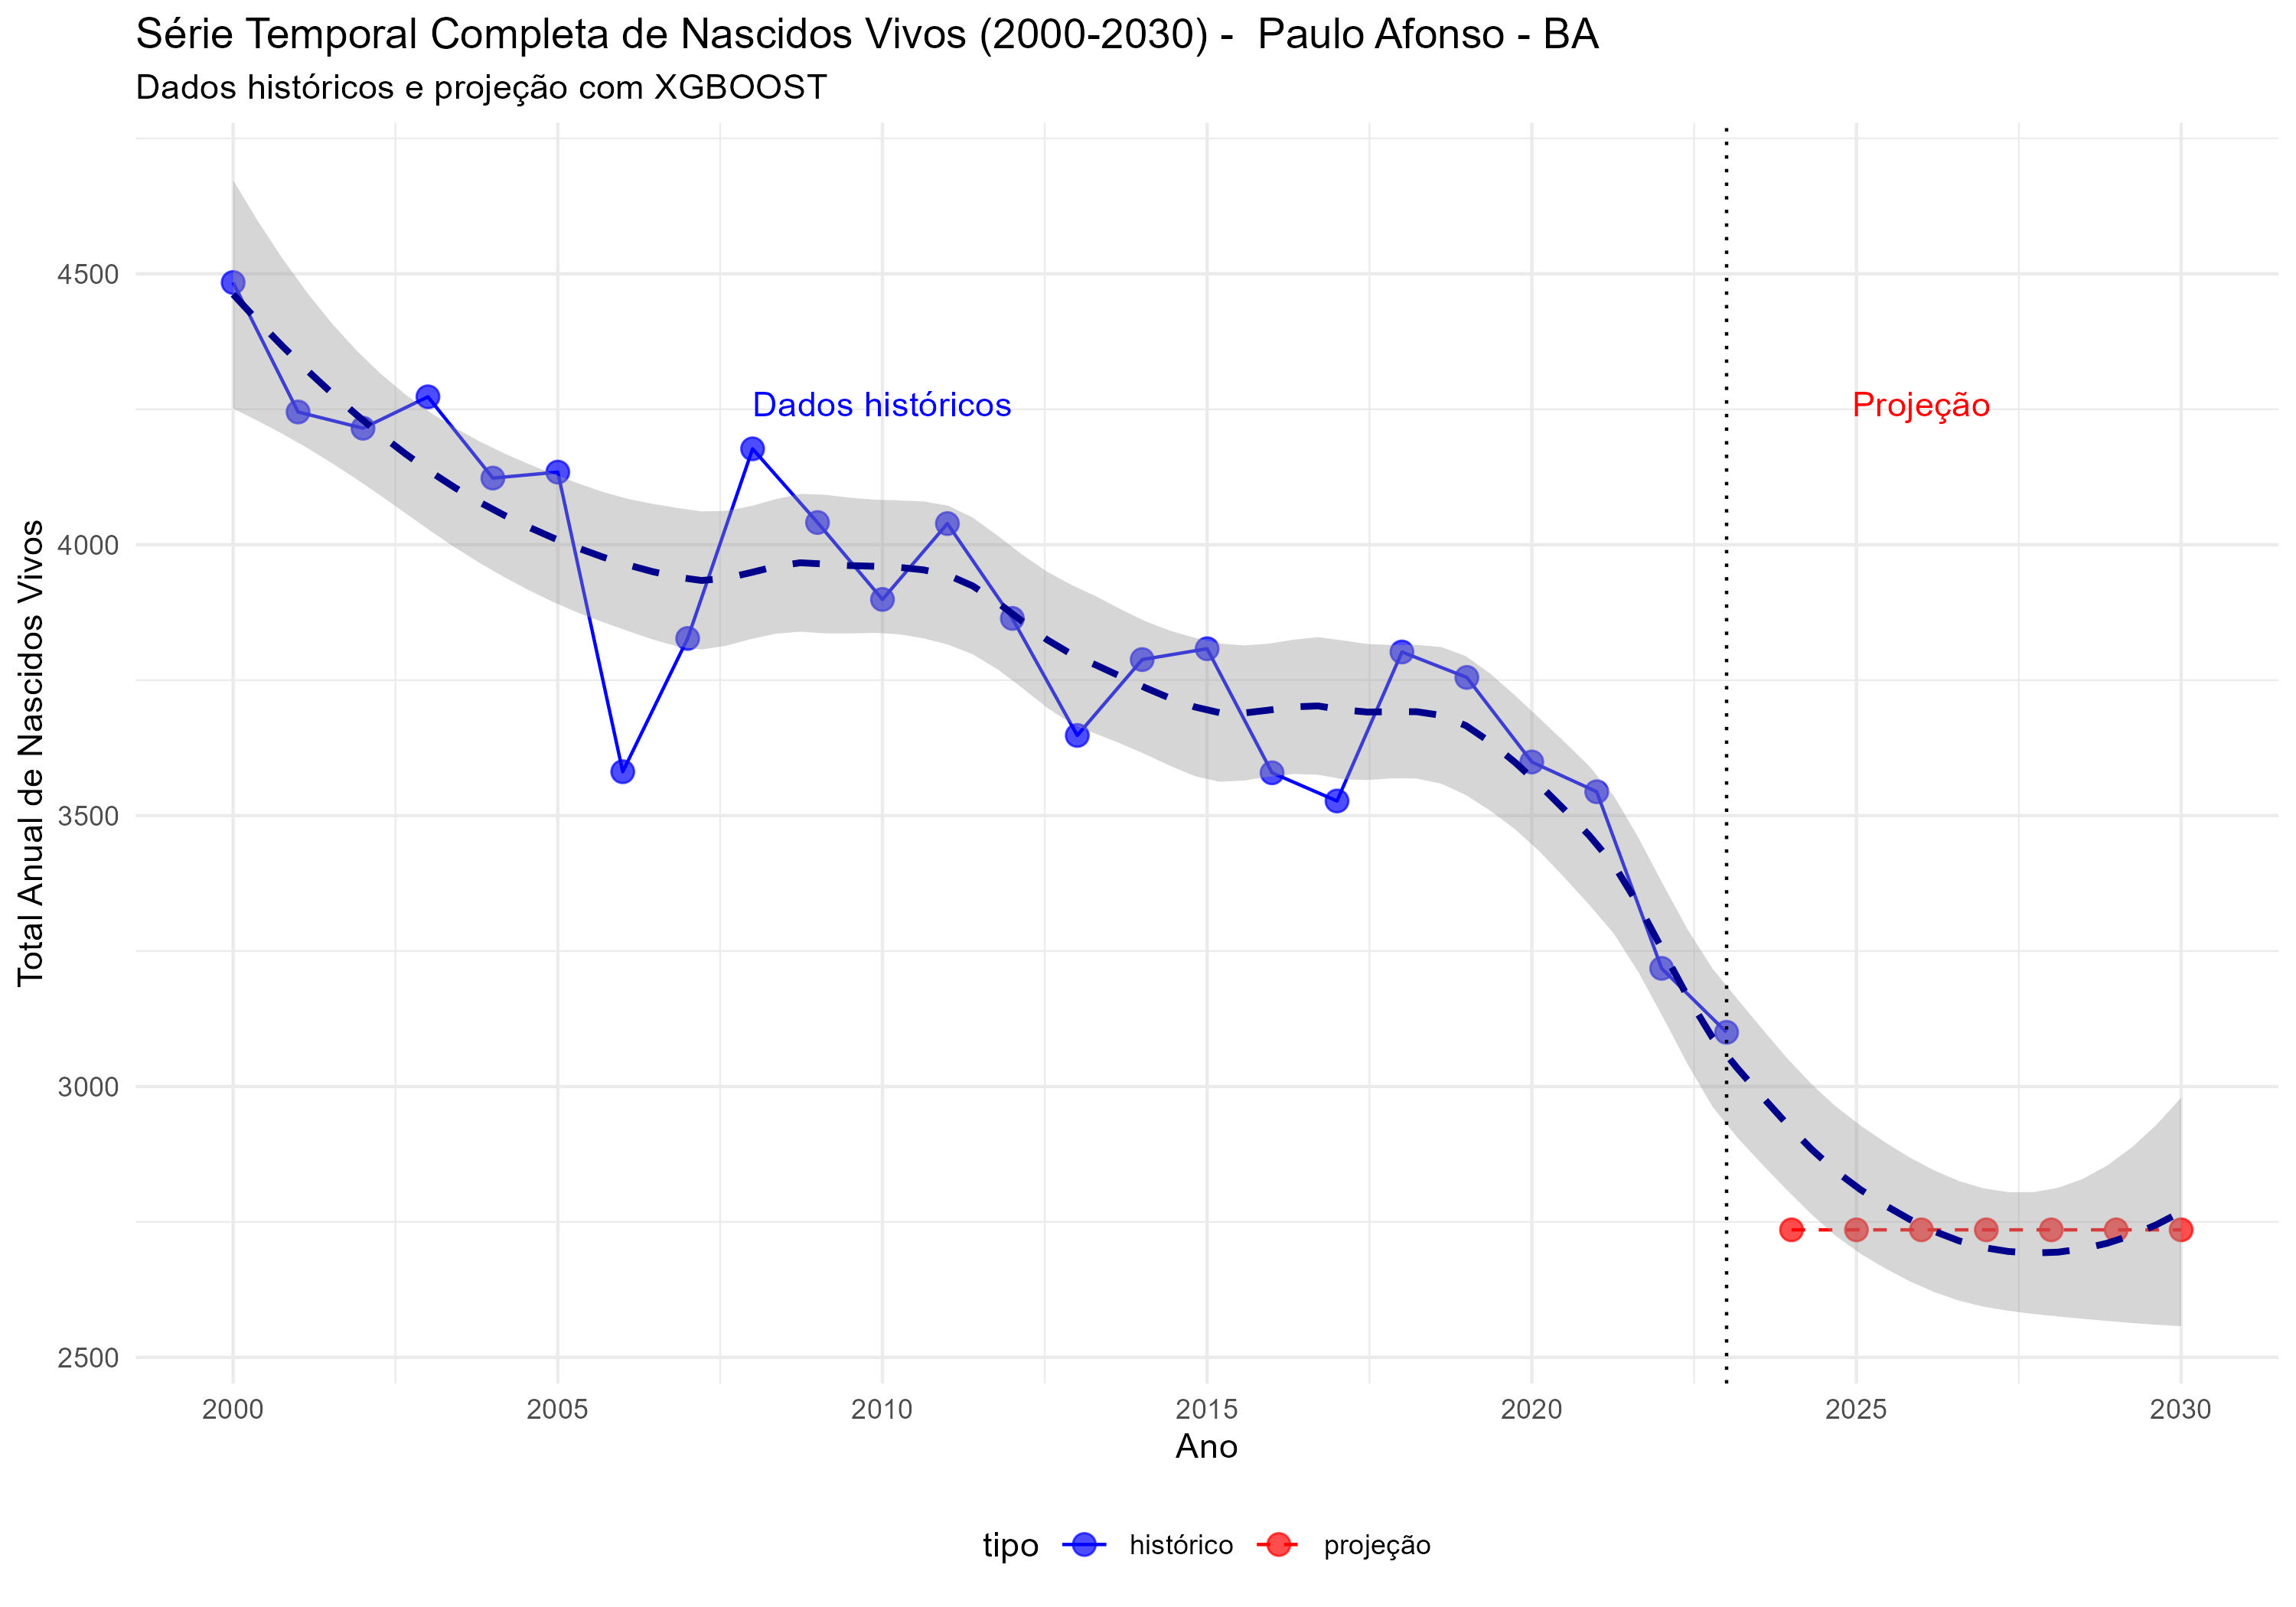 Série Temporal Completa de Nascidos Vivos (2000-2030) -  Paulo Afonso - BA
Dados históricos e projeção com XGBOOST
Total Anual de Nascidos Vivos
4500
4000
3500
3000
2500
Dados históricos
Projeção
2000 2005 2010 2015 2020 2025 2030
Ano
tipo histórico projeção